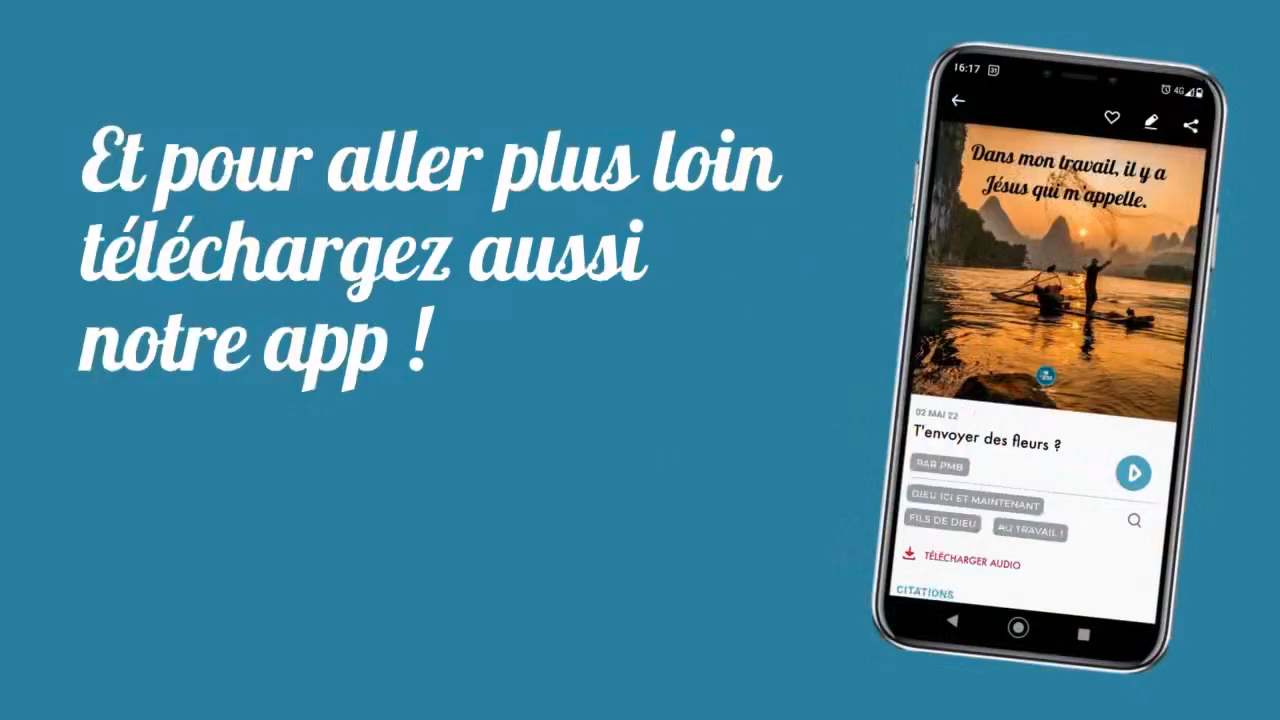 Et pour aller plus loin
téléchargez aussi
notre app !
16:17
31
4G
Dans mon travail, il y a
Jésus qui m'appelle.
02 MAI 22
T'envoyer des fleurs ?
PAR PMB
DIEU ICI ET MAINTENANT
FILS DE DIEU
AU TRAVAIL !
TÉLÉCHARGER AUDIO
CITATIONS